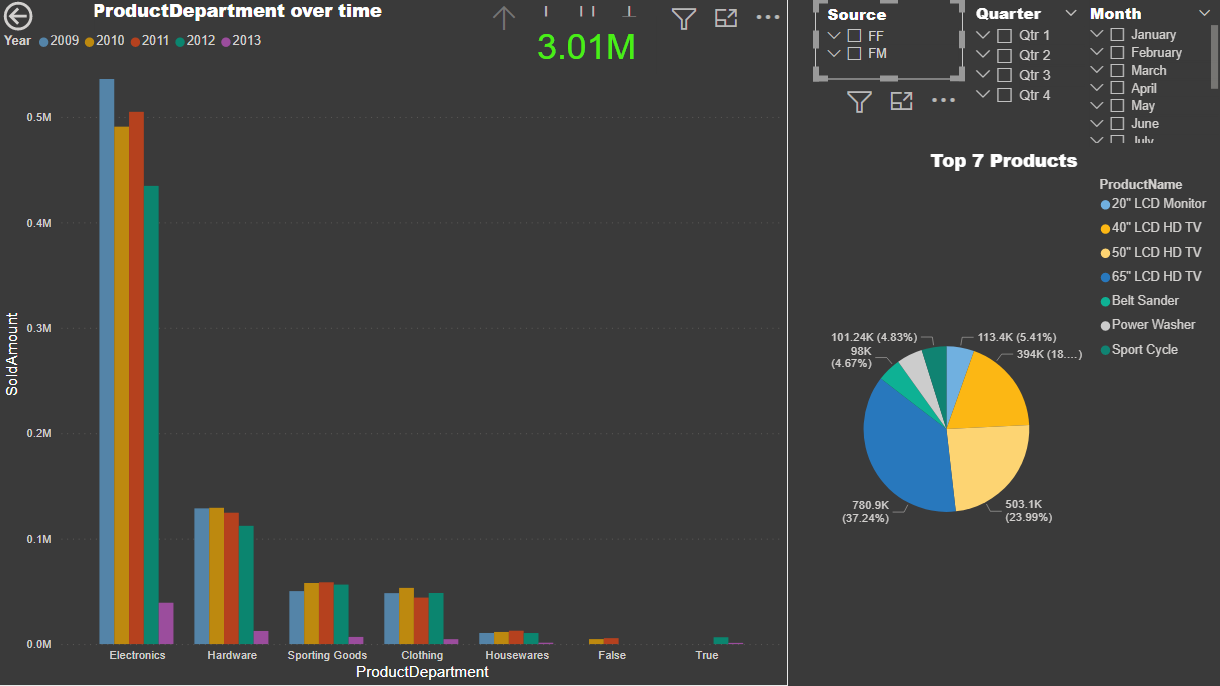 ProductDepartment over time
Year 2009 2010 2011 2012 2013
3.01M
SoldAmount
0.5M
0.4M
0.3M
0.2M
0.1M
0.0M
Electronics Hardware Sporting Goods Clothing Housewares False True
ProductDepartment
Source
FF
FM
Quarter
Qtr 1
Qtr 2
Qtr 3
Qtr 4
Month
January
February
March
April
May
June
July
Top 7 Products
ProductName
20" LCD Monitor
40" LCD HD TV
50" LCD HD TV
65" LCD HD TV
Belt Sander
Power Washer
Sport Cycle
101.24K (4.83%)
113.4K (5.41%)
98K
(4.67%)
394K (18....)
780.9K
(37.24%)
503.1K
(23.99%)